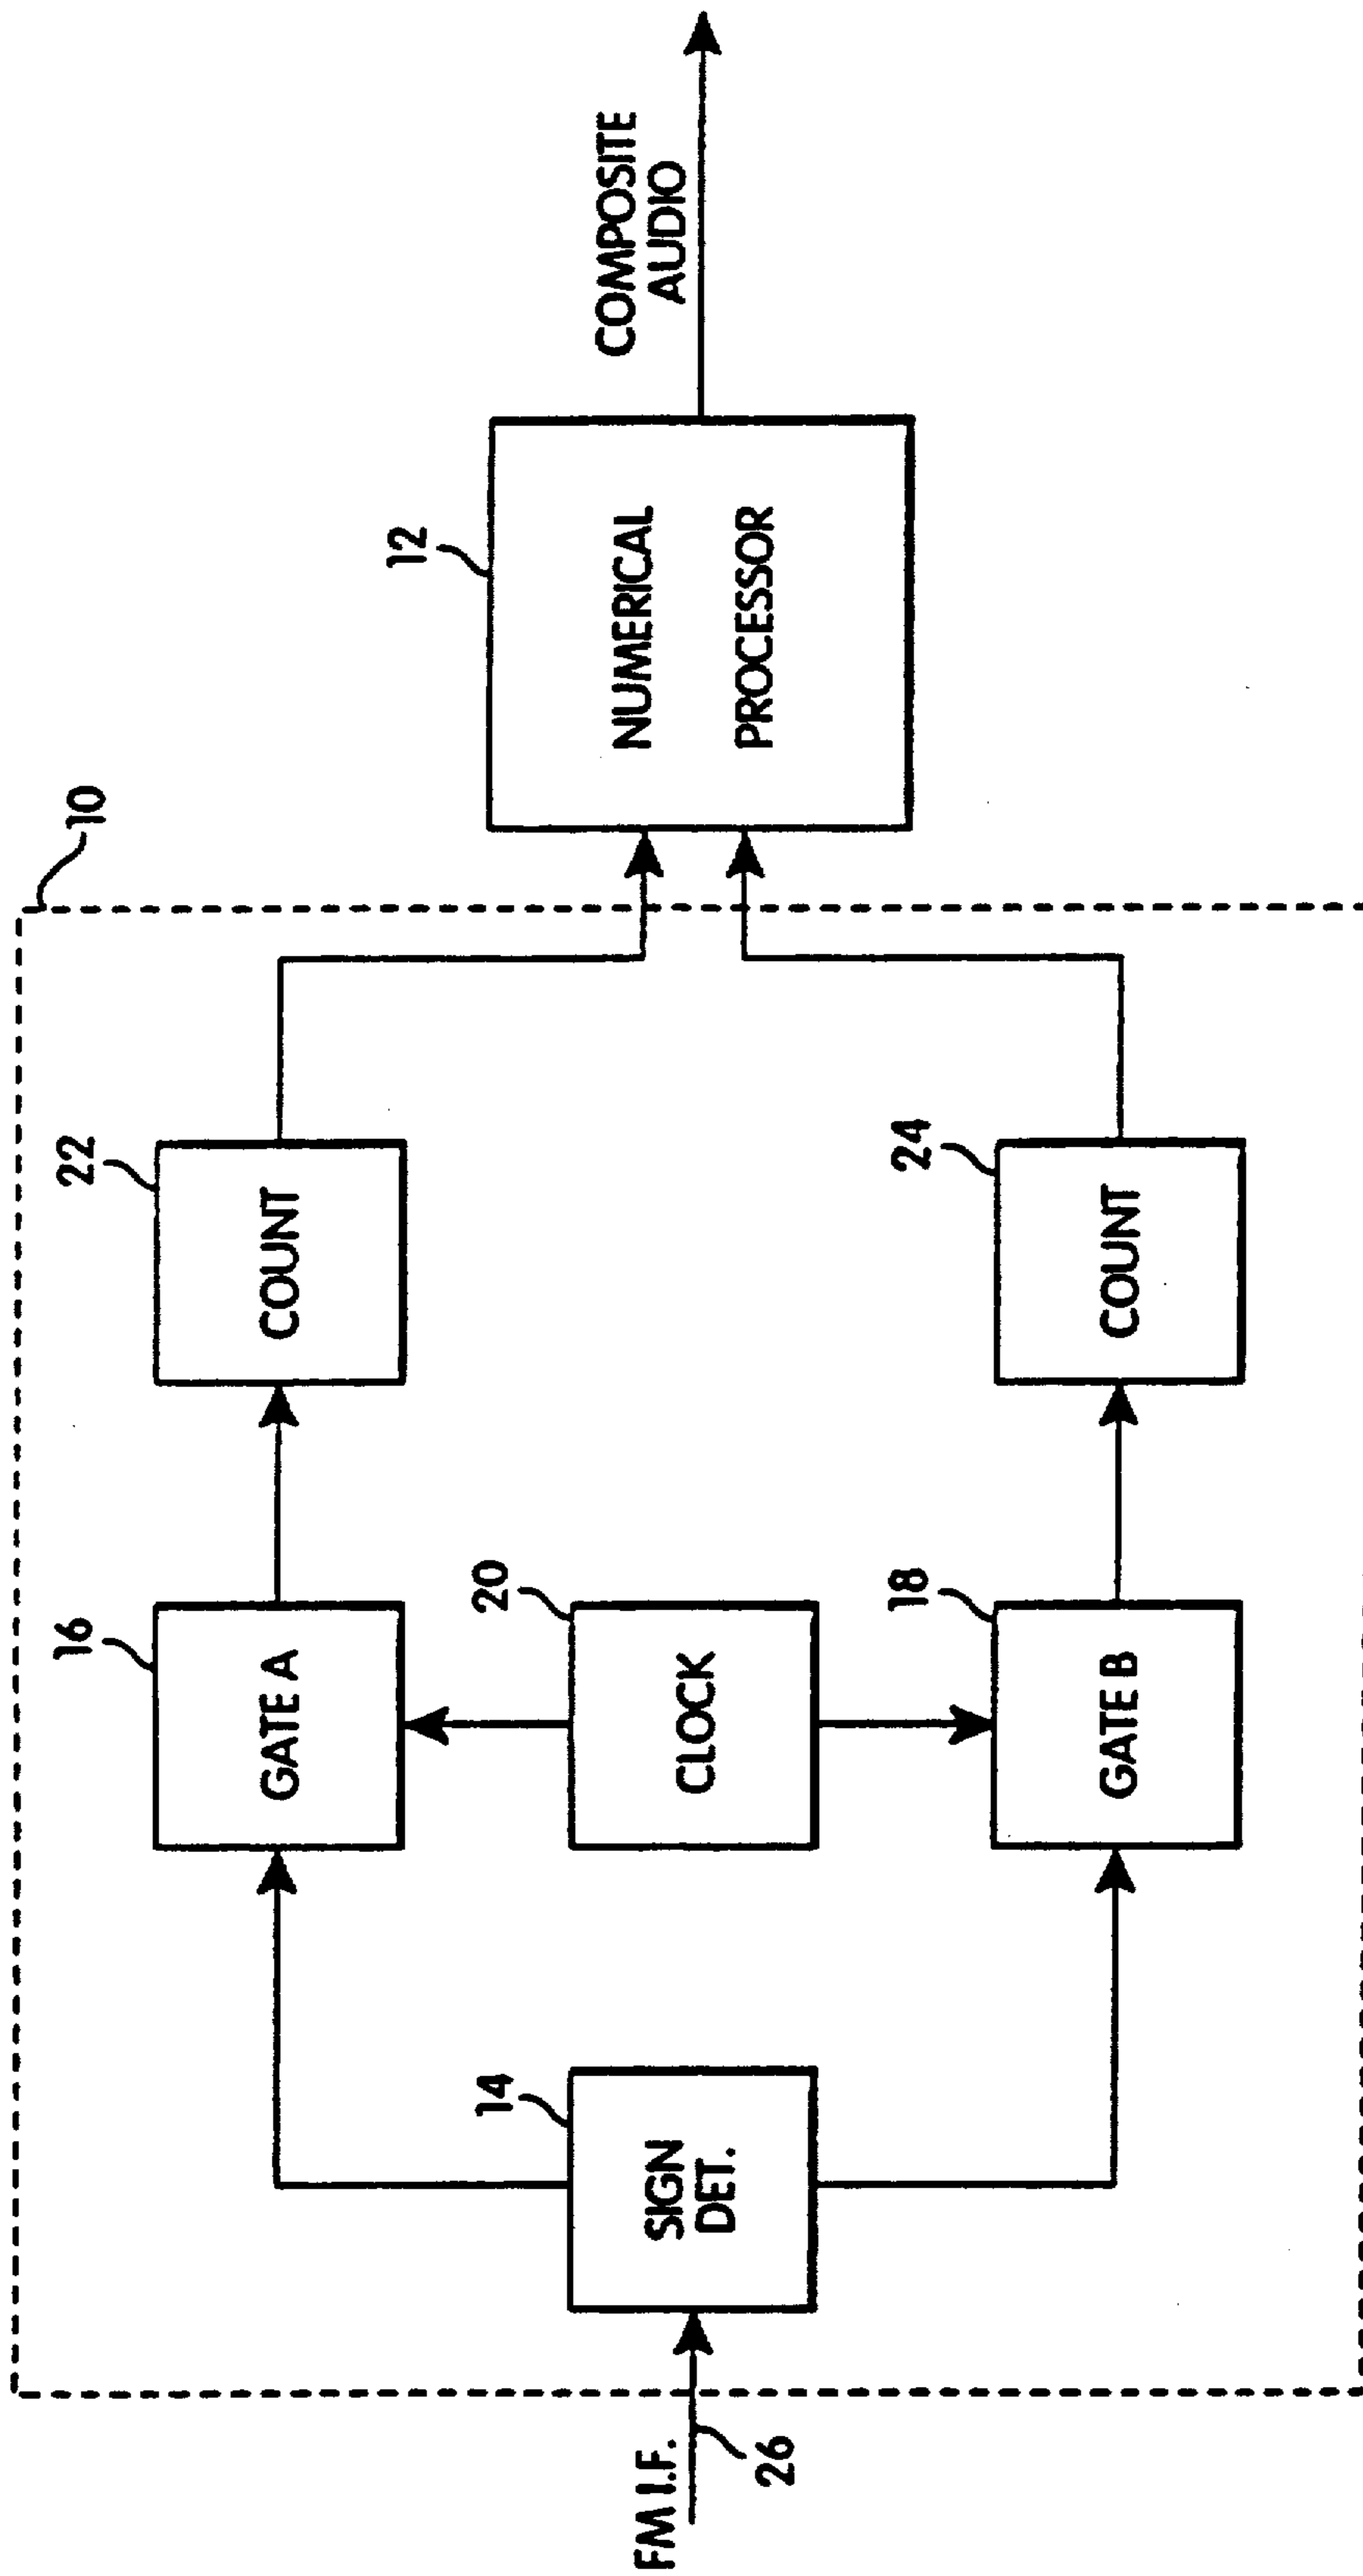 10
16
GATE A
22
COUNT
FM I.F.
26
14
SIGN
DET.
20
CLOCK
12
NUMERICAL
PROCESSOR
COMPOSITE
AUDIO
18
GATE B
24
COUNT